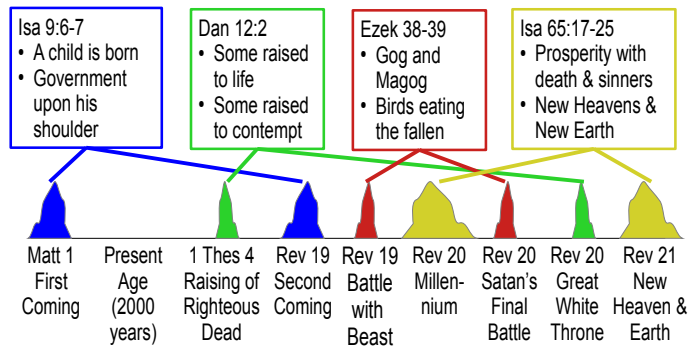 Isa 9:6-7
• A child is born
• Government
upon his
shoulder
Dan 12:2
• Some raised
to life
• Some raised
to contempt
Ezek 38-39
• Gog and
Magog
• Birds eating
the fallen
Isa 65:17-25
• Prosperity with
death & sinners
• New Heavens &
New Earth
Matt 1
First
Coming
Present
Age
(2000
years)
1 Thes 4
Raising of
Righteous
Dead
Rev 19
Second
Coming
Rev 19
Battle
with
Beast
Rev 20
Millen-
nium
Rev 20
Satan's
Final
Battle
Rev 20
Great
White
Throne
Rev 21
New
Heaven &
Earth